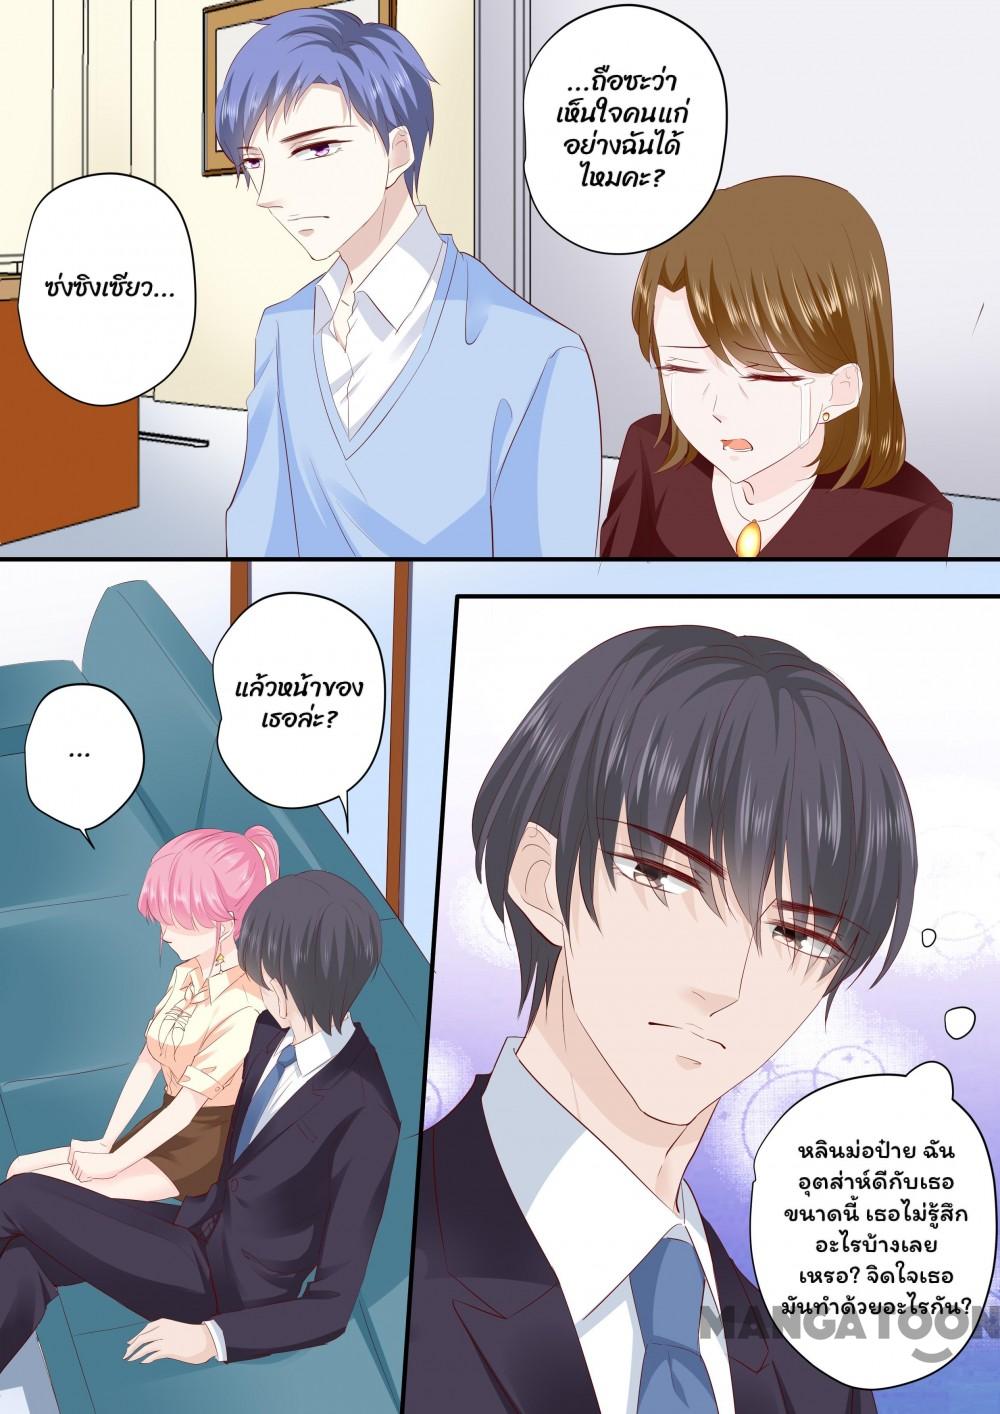 ซ่งซิงเซียว...
...ถือซะว่า
เห็นใจคนแก่
อย่างฉันได้
ไหมคะ?
แล้วหน้าของ
เธอล่ะ?
...
หลินม่อป๋าย ฉัน
อุตส่าห์ดีกับเธอ
ขนาดนี้ เธอไม่รู้สึก
อะไรบ้างเลย
เหรอ? จิตใจเธอ
มันทำด้วยอะไรกัน?
MANGATOON